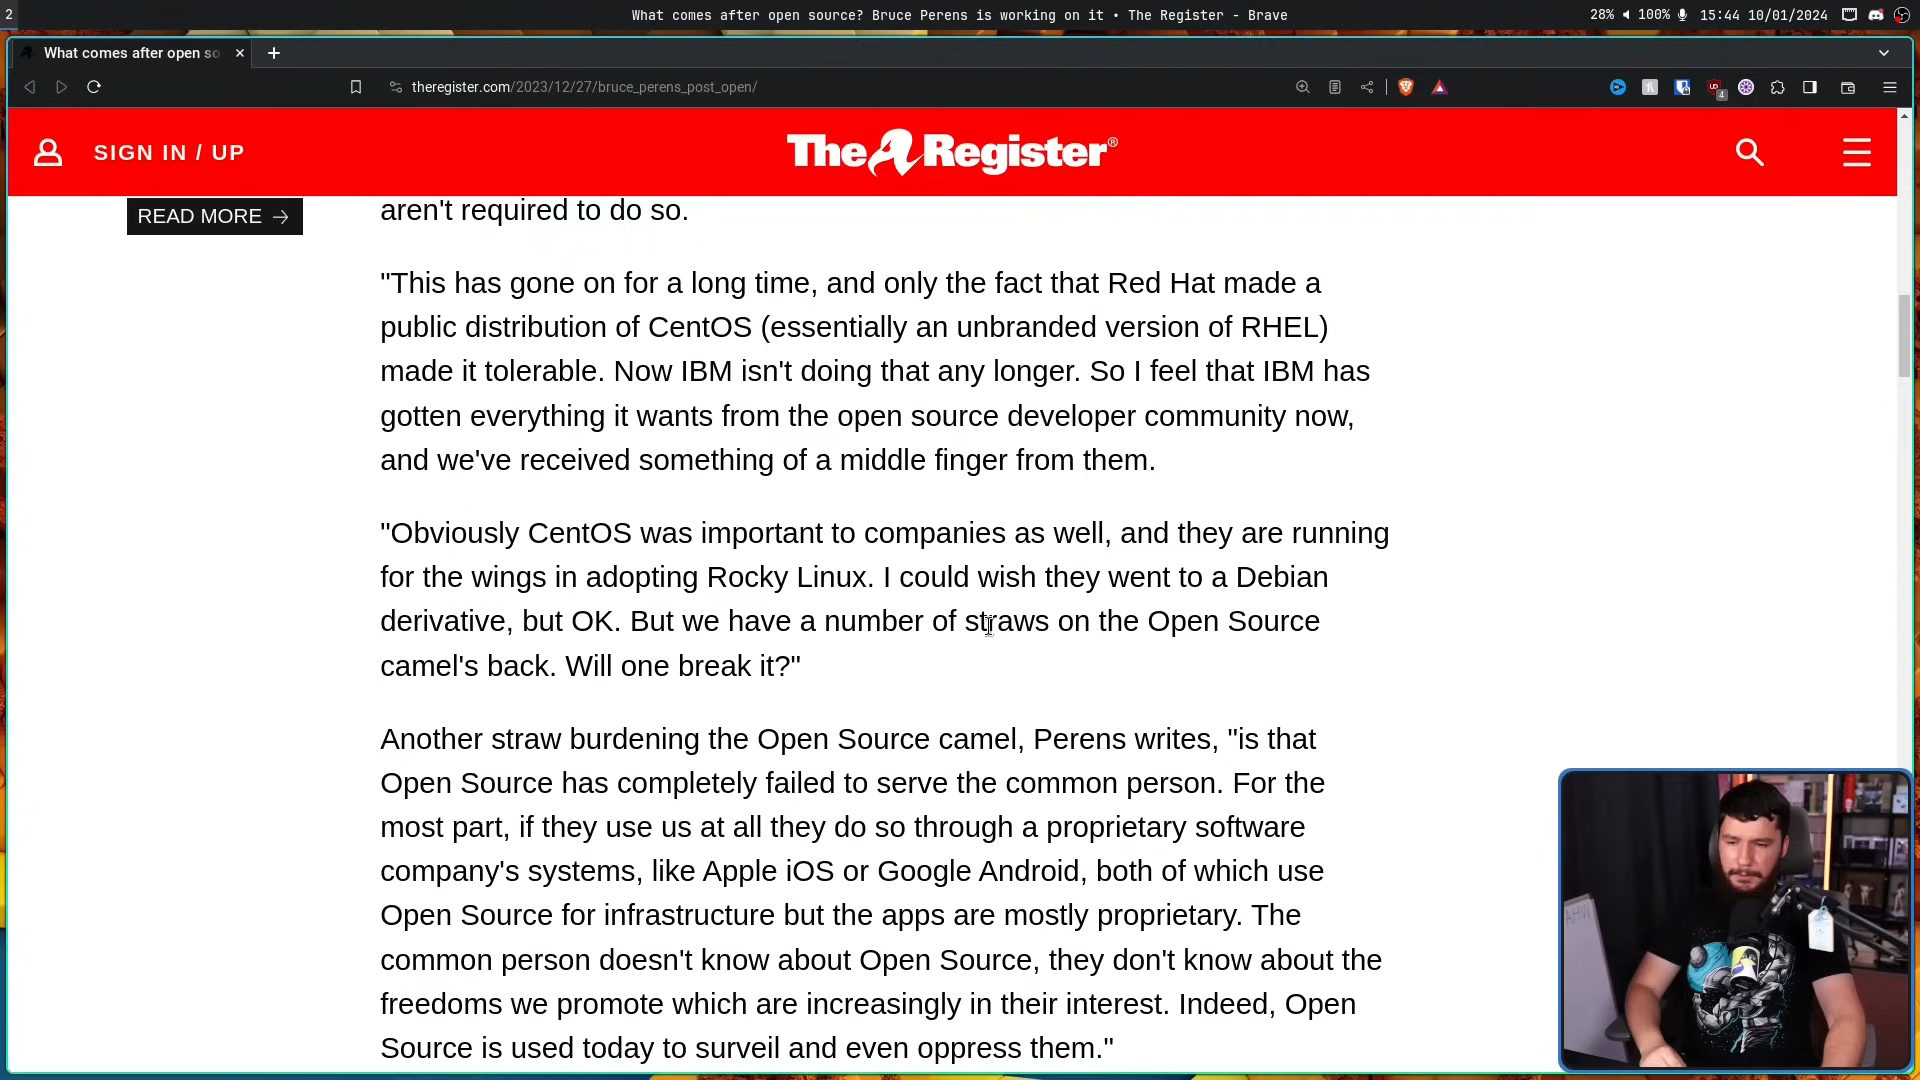 2
What comes after open source? Bruce Perens is working on it • The Register - Brave
28% 100% 15:44 10/01/2024
What comes after open so
theregister.com/2023/12/27/bruce_perens_post_open/
4
SIGN IN / UP
The Register®
READ MORE →
aren't required to do so.
"This has gone on for a long time, and only the fact that Red Hat made a
public distribution of CentOS (essentially an unbranded version of RHEL)
made it tolerable. Now IBM isn't doing that any longer. So I feel that IBM has
gotten everything it wants from the open source developer community now,
and we've received something of a middle finger from them.
"Obviously CentOS was important to companies as well, and they are running
for the wings in adopting Rocky Linux. I could wish they went to a Debian
derivative, but OK. But we have a number of straws on the Open Source
camel's back. Will one break it?"
Another straw burdening the Open Source camel, Perens writes, "is that
Open Source has completely failed to serve the common person. For the
most part, if they use us at all they do so through a proprietary software
company's systems, like Apple iOS or Google Android, both of which use
Open Source for infrastructure but the apps are mostly proprietary. The
common person doesn't know about Open Source, they don't know about the
freedoms we promote which are increasingly in their interest. Indeed, Open
Source is used today to surveil and even oppress them."